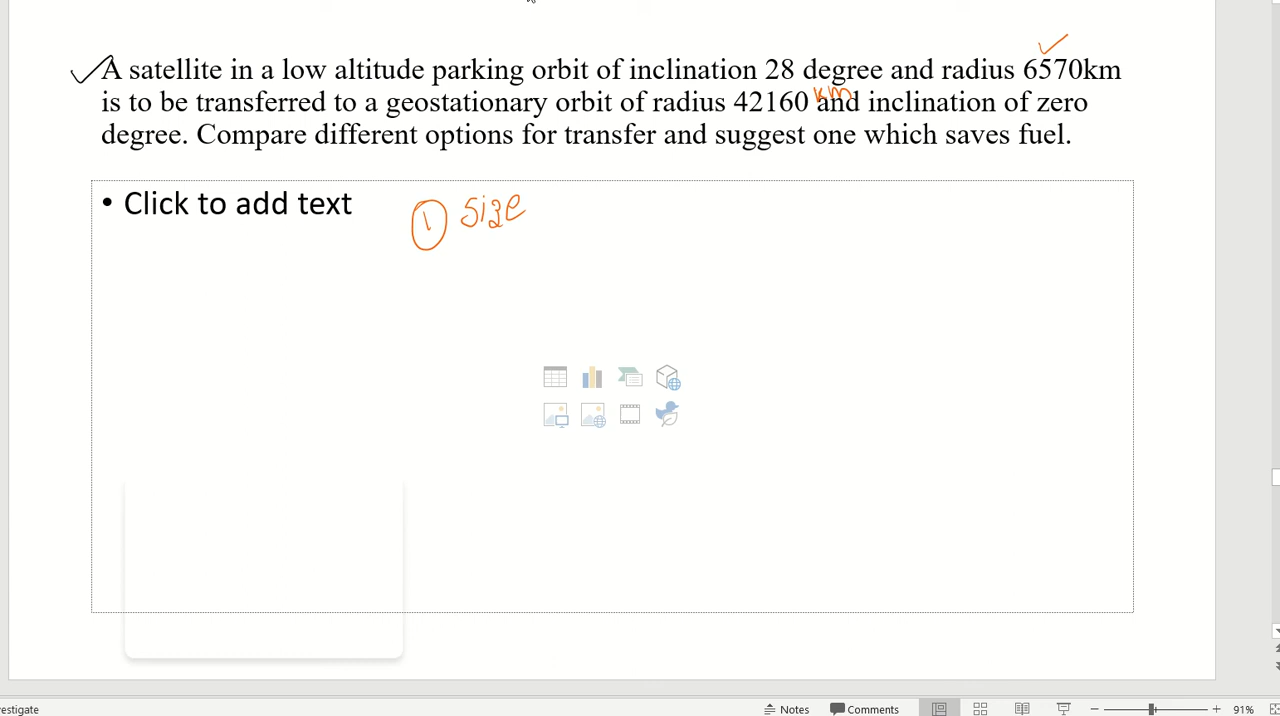 A satellite in a low altitude parking orbit of inclination 28 degree and radius 6570km
is to be transferred to a geostationary orbit of radius 42160 km and inclination of zero
degree. Compare different options for transfer and suggest one which saves fuel.
• Click to add text
① Size
estigate
Notes
Comments
91%